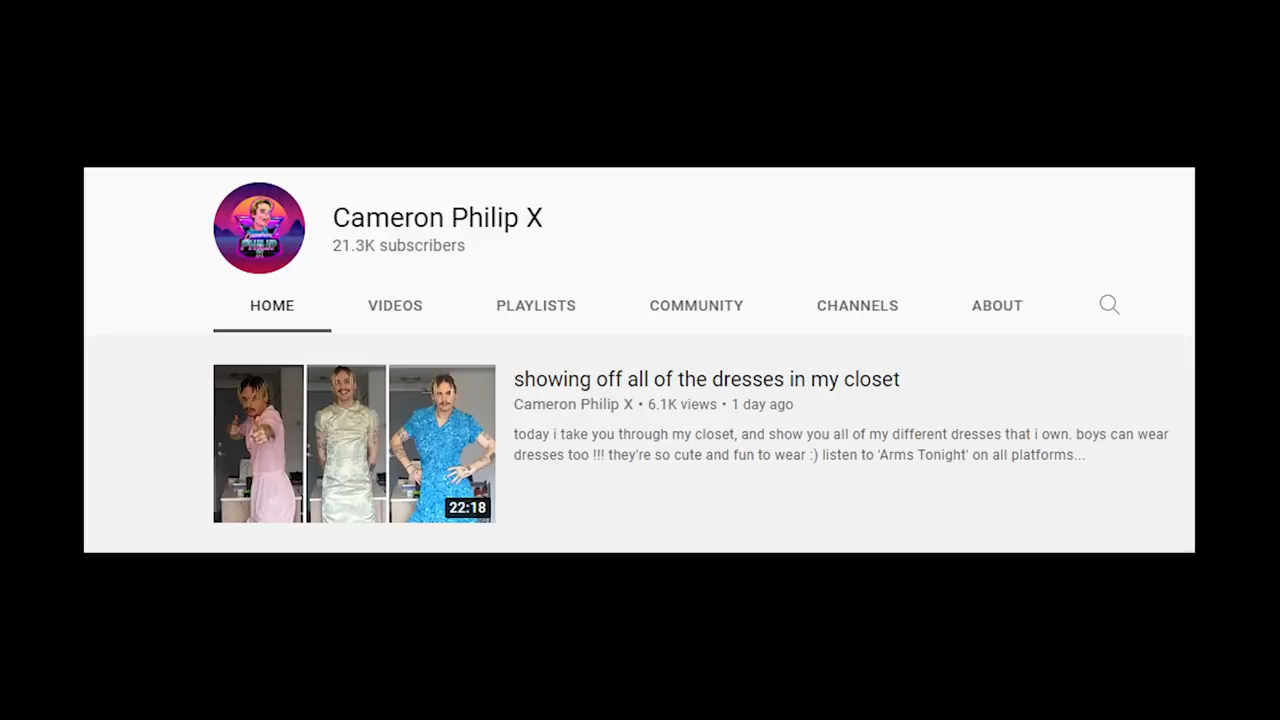 Cameron Philip X
21.3K subscribers
HOME VIDEOS PLAYLISTS COMMUNITY CHANNELS ABOUT
showing off all of the dresses in my closet
Cameron Philip X • 6.1K views • 1 day ago
today i take you through my closet, and show you all of my different dresses that i own. boys can wear
dresses too !!! they're so cute and fun to wear :) listen to 'Arms Tonight' on all platforms...
22:18